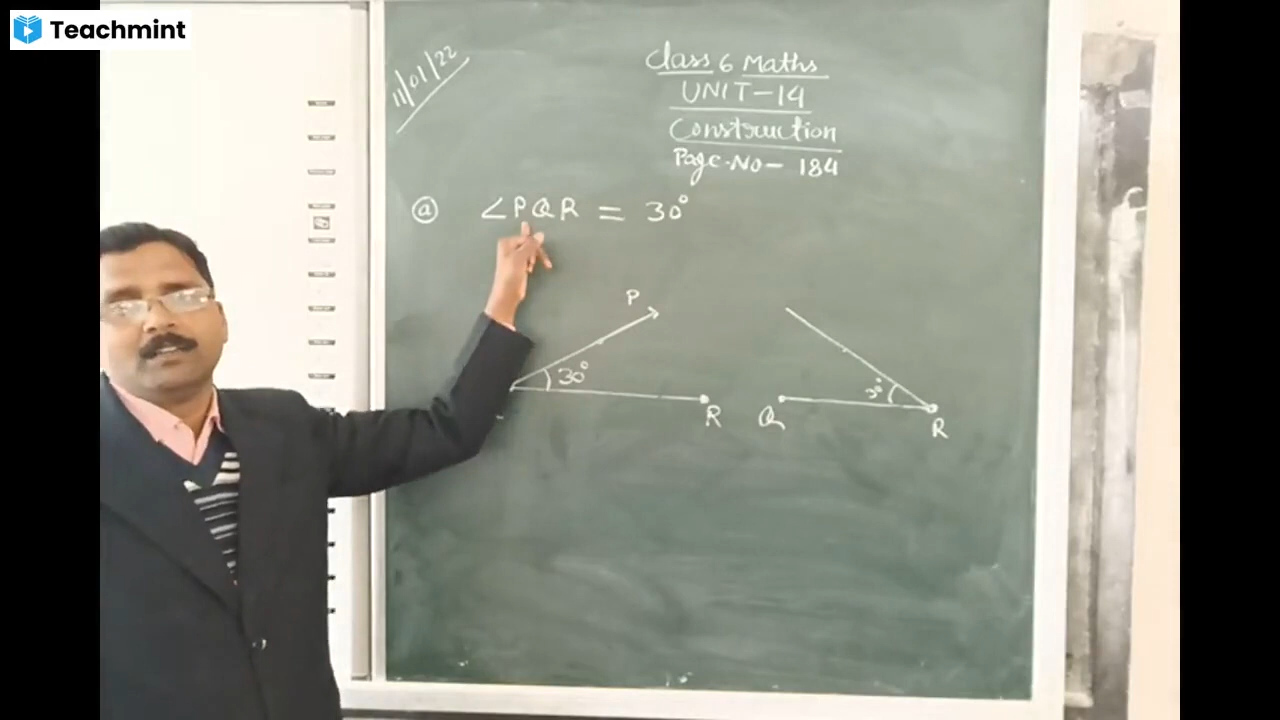 Teachmint
11/01/22
Class 6 Maths
UNIT-14
Construction
Page-No- 184
ⓐ ∠PQR = 30°
P
30°
R
30°
Q
R